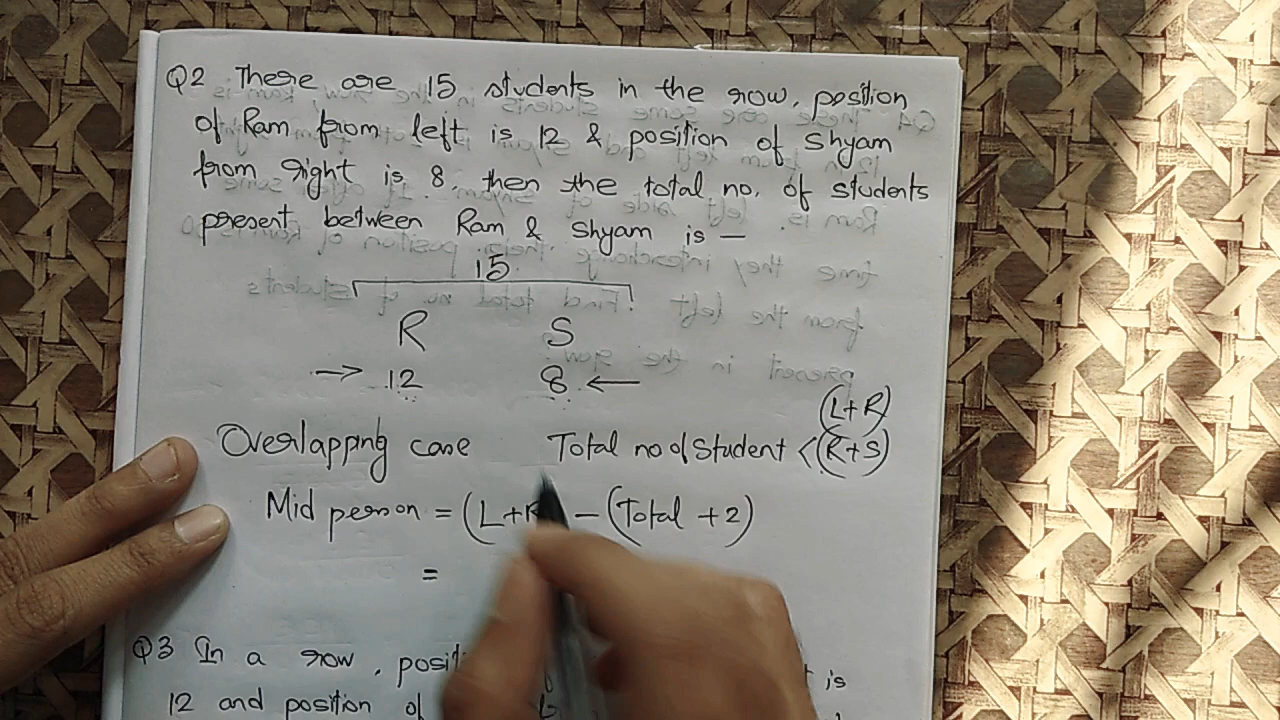 Q2 There are 15 students in the row, position
of Ram from left is 12 & position of Shyam
from right is 8, then the total no. of students
present between Ram & Shyam is —
15
R S
→ 12 8 ←
(L+R)
Overlapping case Total no of Student < (R+S)
Mid person = (L+R) - (Total +2)
=
Q3 In a row, 
12 and position of
is